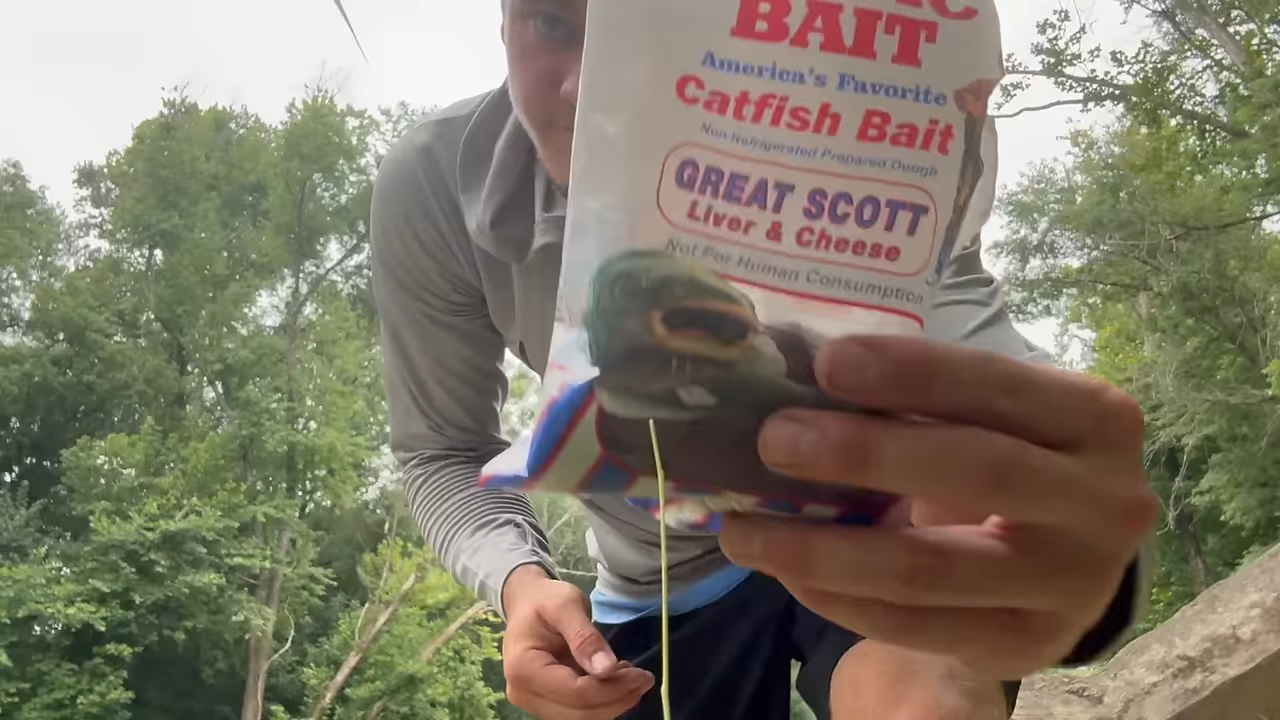 BAIT
America's Favorite
Catfish Bait
Non Refrigerated Prepared Dough
GREAT SCOTT
Liver & Cheese
Not For Human Consumption